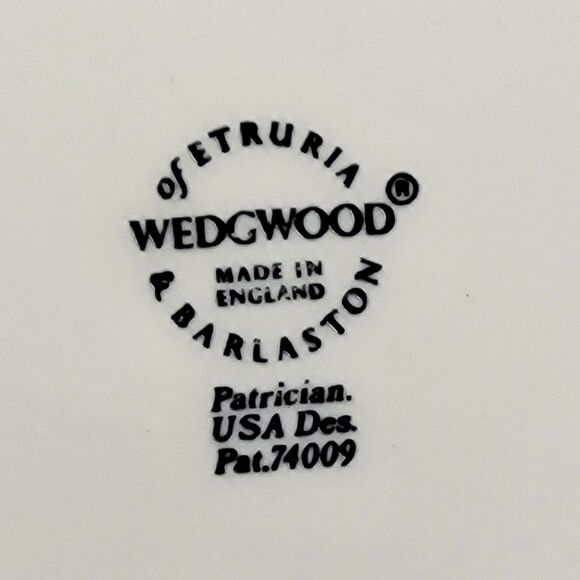 of ETRURIA
WEDGWOOD®
MADE IN
ENGLAND
& BARLASTON
Patrician.
USA Des.
Pat.74009